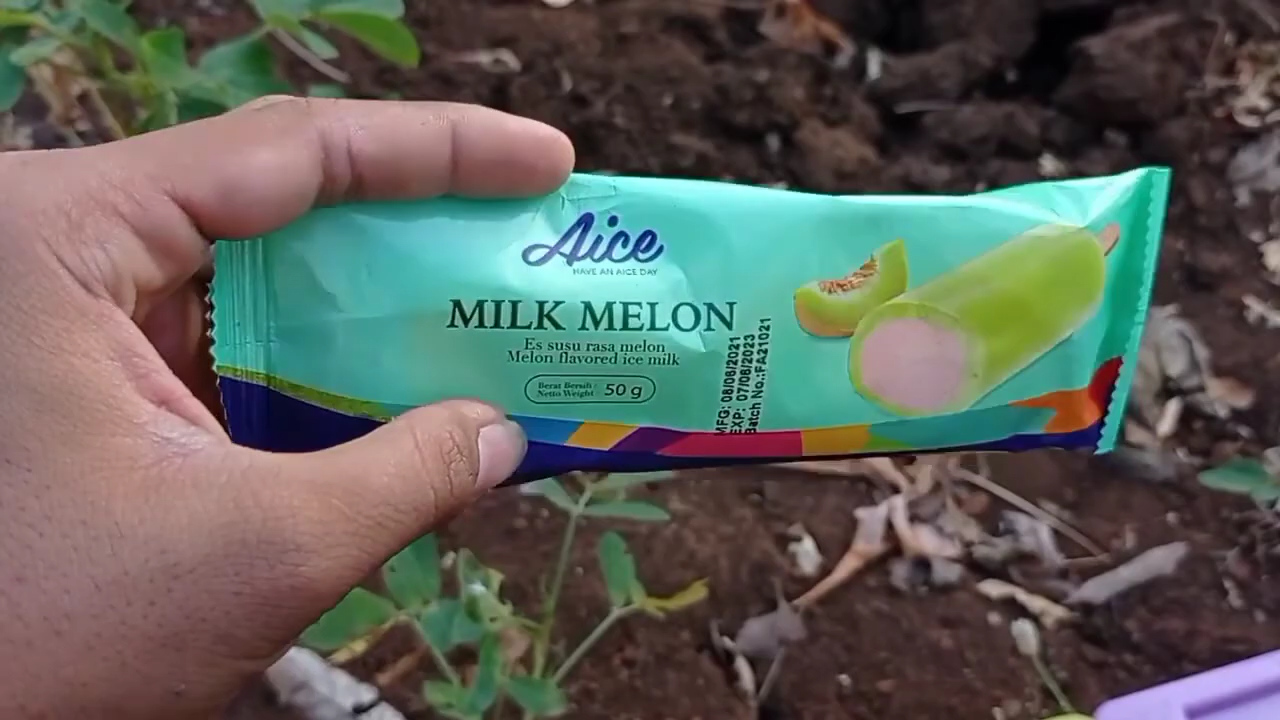 Aice
HAVE AN AICE DAY
MILK MELON
Es susu rasa melon
Melon flavored ice milk
Berat Bersih :
Netto Weight :
50 g
MFG: 08/08/2021
EXP: 07/08/2023
Batch No.:FA21021